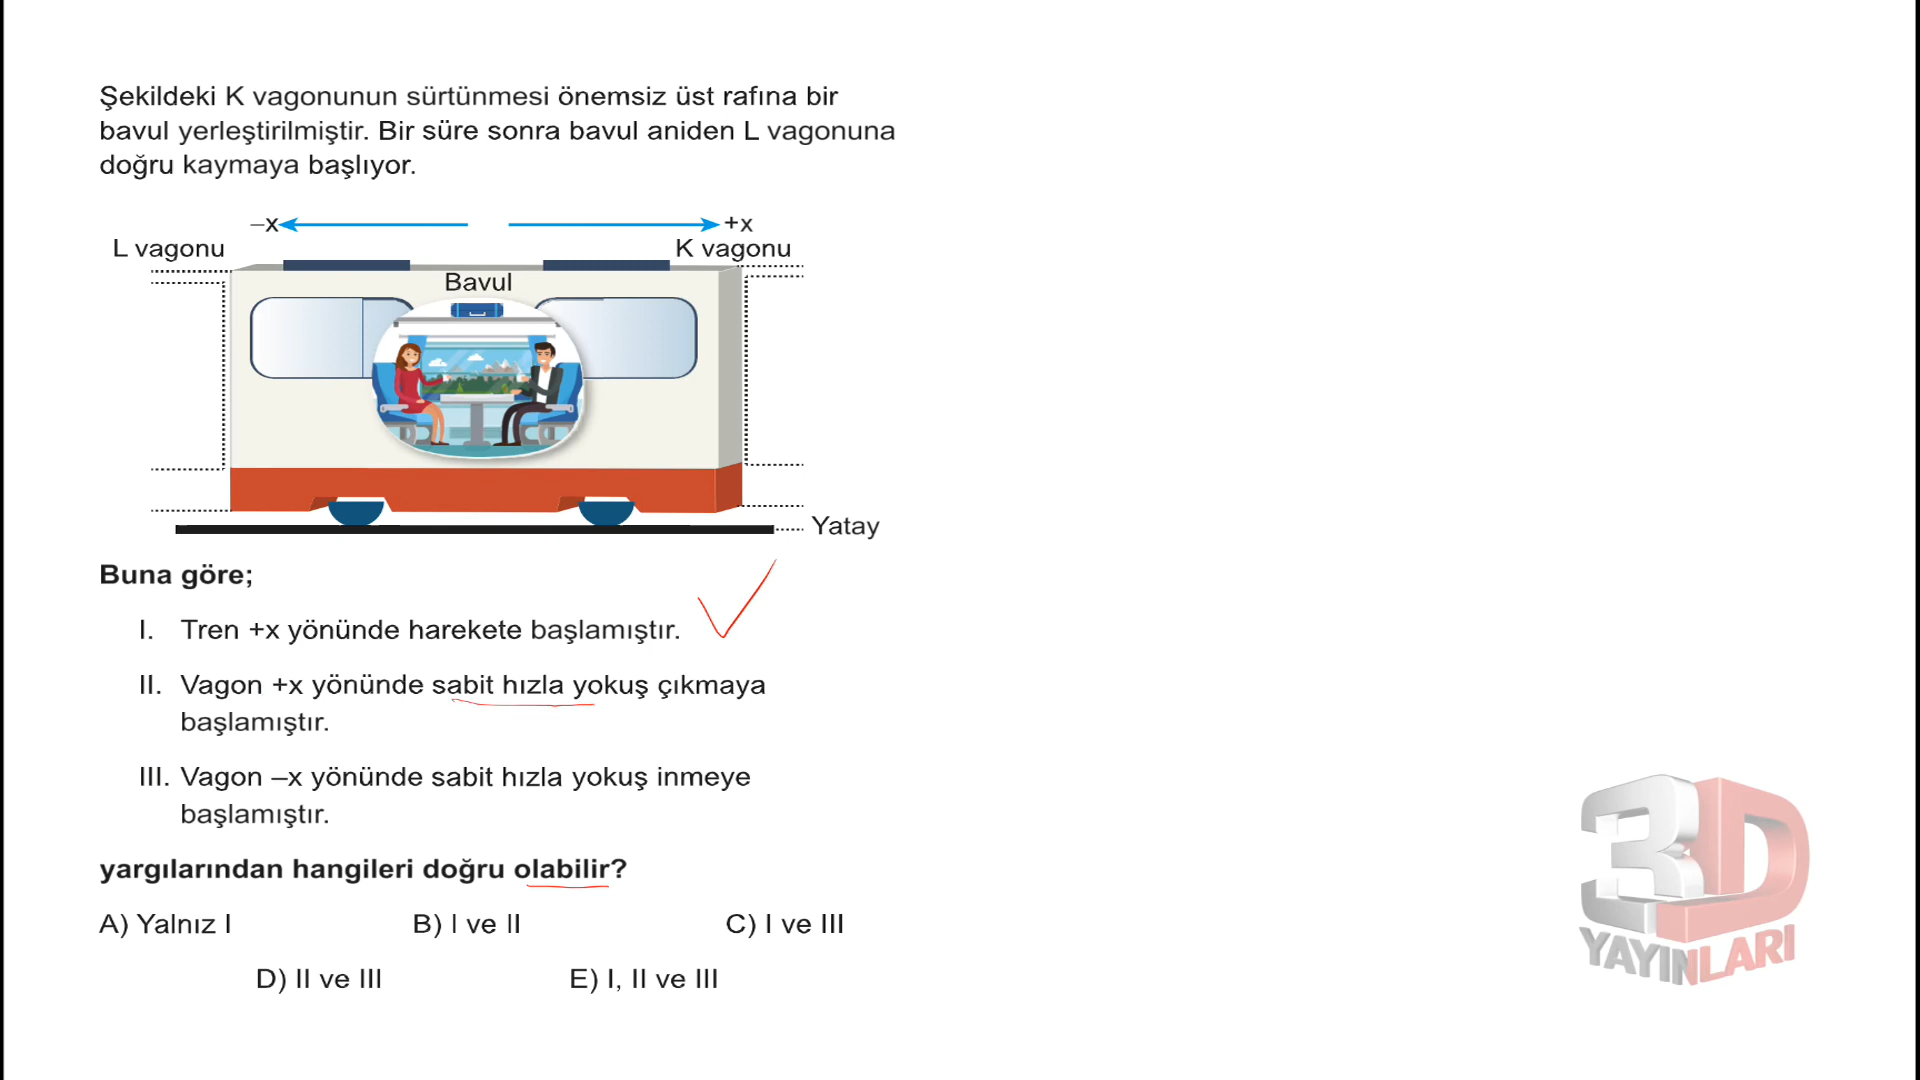 Şekildeki K vagonunun sürtünmesi önemsiz üst rafına bir
bavul yerleştirilmiştir. Bir süre sonra bavul aniden L vagonuna
doğru kaymaya başlıyor.
–x
+x
L vagonu
K vagonu
Bavul
Yatay
Buna göre;
I. Tren +x yönünde harekete başlamıştır.
II. Vagon +x yönünde sabit hızla yokuş çıkmaya
başlamıştır.
III. Vagon –x yönünde sabit hızla yokuş inmeye
başlamıştır.
yargılarından hangileri doğru olabilir?
A) Yalnız I B) I ve II C) I ve III
D) II ve III E) I, II ve III
3D
YAYINLARI